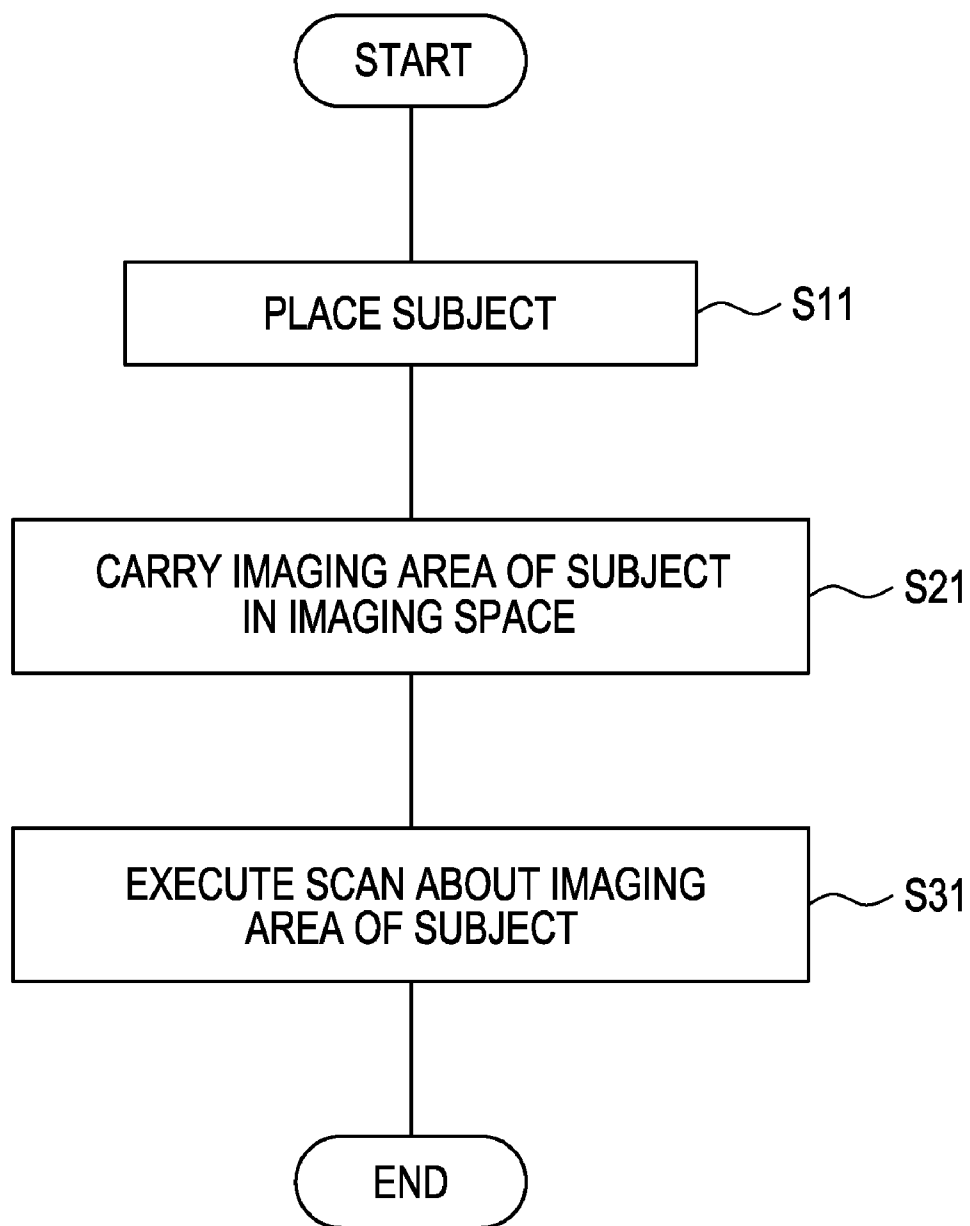 START
PLACE SUBJECT
S11
CARRY IMAGING AREA OF SUBJECT
IN IMAGING SPACE
S21
EXECUTE SCAN ABOUT IMAGING
AREA OF SUBJECT
S31
END